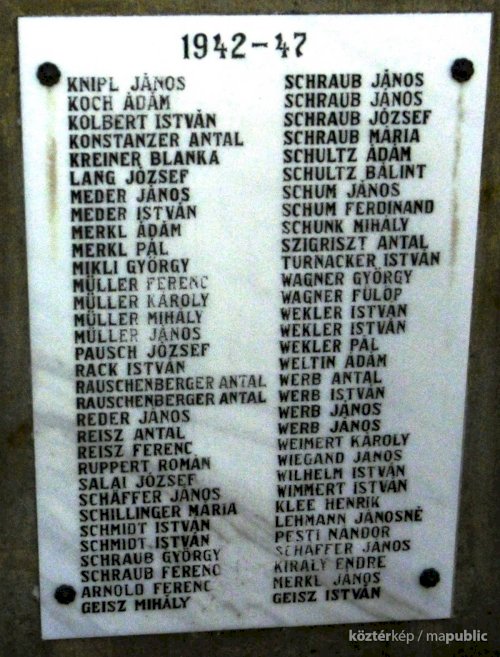 1942-47
KNIPL JÁNOS
KOCH ÁDÁM
KOLBERT ISTVÁN
KONSTANZER ANTAL
KREINER BLANKA
LANG JÓZSEF
MEDER JÁNOS
MEDER ISTVÁN
MERKL ÁDÁM
MERKL PÁL
MIKLI GYÖRGY
MÜLLER FERENC
MÜLLER KÁROLY
MÜLLER MIHÁLY
MÜLLER JÁNOS
PAUSCH JÓZSEF
RACK ISTVÁN
RAUSCHENBERGER ANTAL
RAUSCHENBERGER ANTAL
REDER JÁNOS
REISZ ANTAL
REISZ FERENC
RUPPERT ROMÁN
SALAI JÓZSEF
SCHÄFFER JÁNOS
SCHILLINGER MÁRIA
SCHMIDT ISTVÁN
SCHMIDT ISTVÁN
SCHRAUB GYÖRGY
SCHRAUB FERENC
ARNOLD FERENC
GEISZ MIHÁLY
SCHRAUB JÁNOS
SCHRAUB JÁNOS
SCHRAUB JÓZSEF
SCHRAUB MÁRIA
SCHULTZ ÁDÁM
SCHULTZ BÁLINT
SCHUM JÁNOS
SCHUM FERDINAND
SCHUNK MIHÁLY
SZIGRISZT ANTAL
TURNACKER ISTVÁN
WAGNER GYÖRGY
WAGNER FÜLÖP
WEKLER ISTVÁN
WEKLER ISTVÁN
WEKLER PÁL
WELTIN ÁDÁM
WERB ANTAL
WERB ISTVÁN
WERB JÁNOS
WERB JÁNOS
WEIMERT KÁROLY
WIEGAND JÁNOS
WILHELM ISTVÁN
WIMMERT ISTVÁN
KLEE HENRIK
LEHMANN JÁNOSNÉ
PESTI NÁNDOR
SCHÄFFER JÁNOS
KIRÁLY ENDRE
MERKL JÁNOS
GEISZ ISTVÁN
köztérkép / mapublic